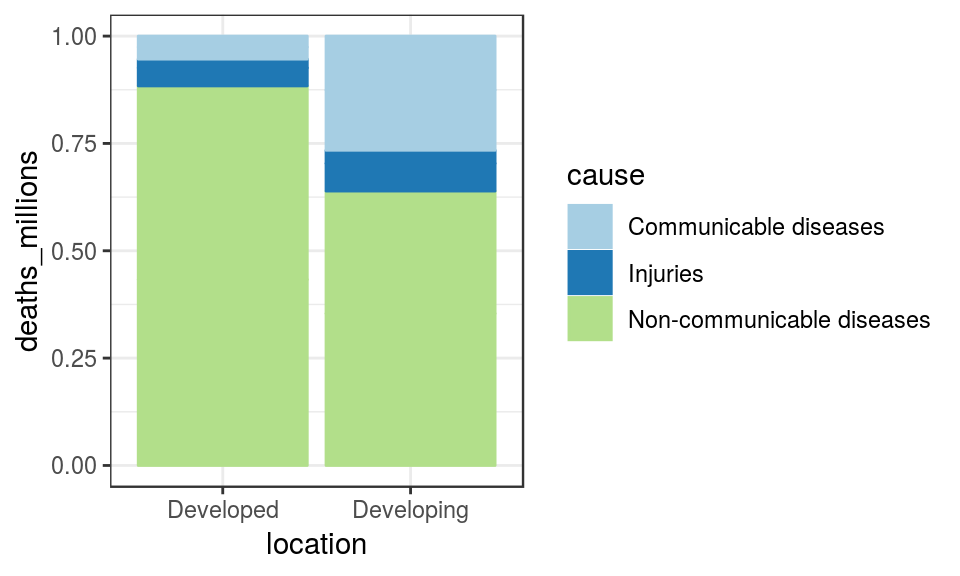 1.00
0.75
0.50
0.25
0.00
deaths_millions
Developed
Developing
location
cause
Communicable diseases
Injuries
Non-communicable diseases